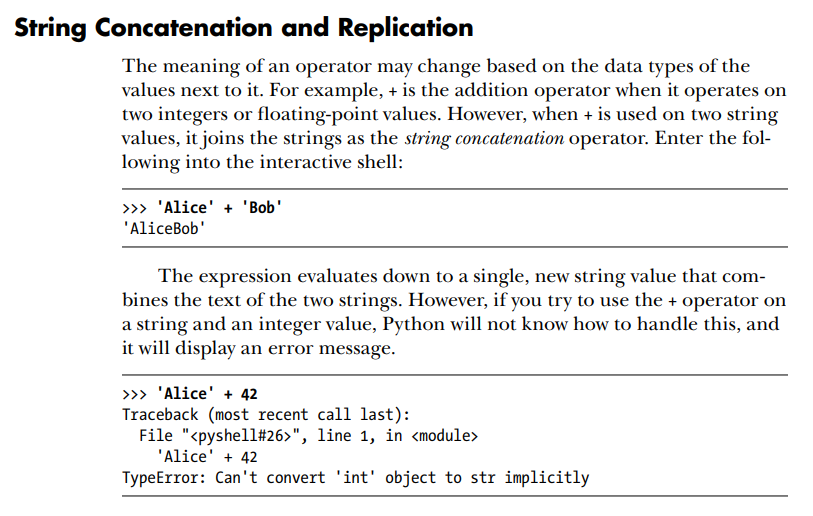 String Concatenation and Replication
The meaning of an operator may change based on the data types of the
values next to it. For example, + is the addition operator when it operates on
two integers or floating-point values. However, when + is used on two string
values, it joins the strings as the string concatenation operator. Enter the fol-
lowing into the interactive shell:
>>> 'Alice' + 'Bob'
'AliceBob'
The expression evaluates down to a single, new string value that com-
bines the text of the two strings. However, if you try to use the + operator on
a string and an integer value, Python will not know how to handle this, and
it will display an error message.
>>> 'Alice' + 42
Traceback (most recent call last):
  File "<pyshell#26>", line 1, in <module>
    'Alice' + 42
TypeError: Can't convert 'int' object to str implicitly